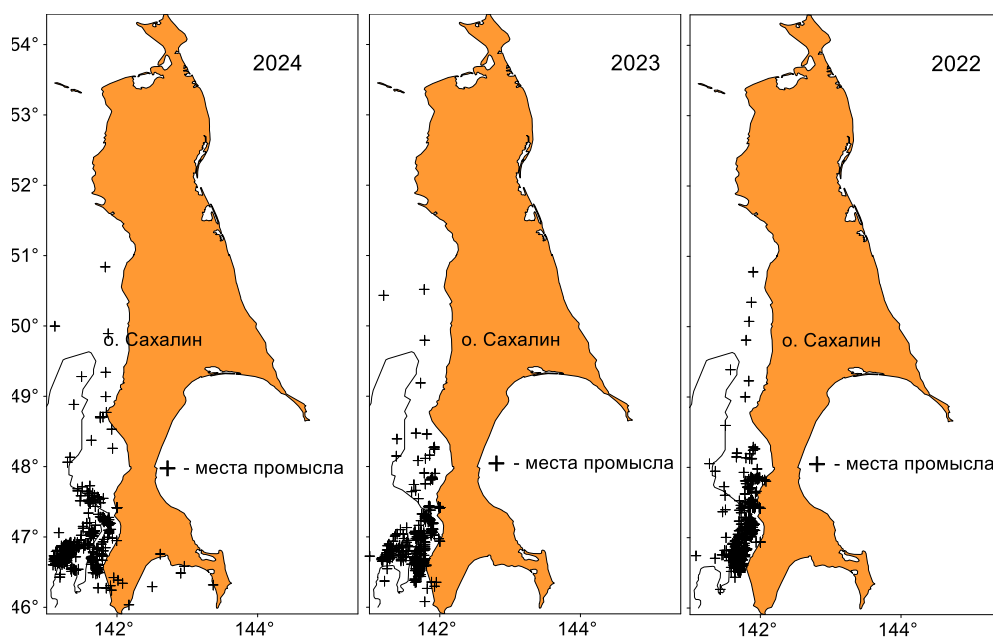 2024 2023 2022
54°
53°
52°
51°
50°
49°
48°
47°
46°
о. Сахалин о. Сахалин о. Сахалин
- места промысла - места промысла - места промысла
142° 144° 142° 144° 142° 144°